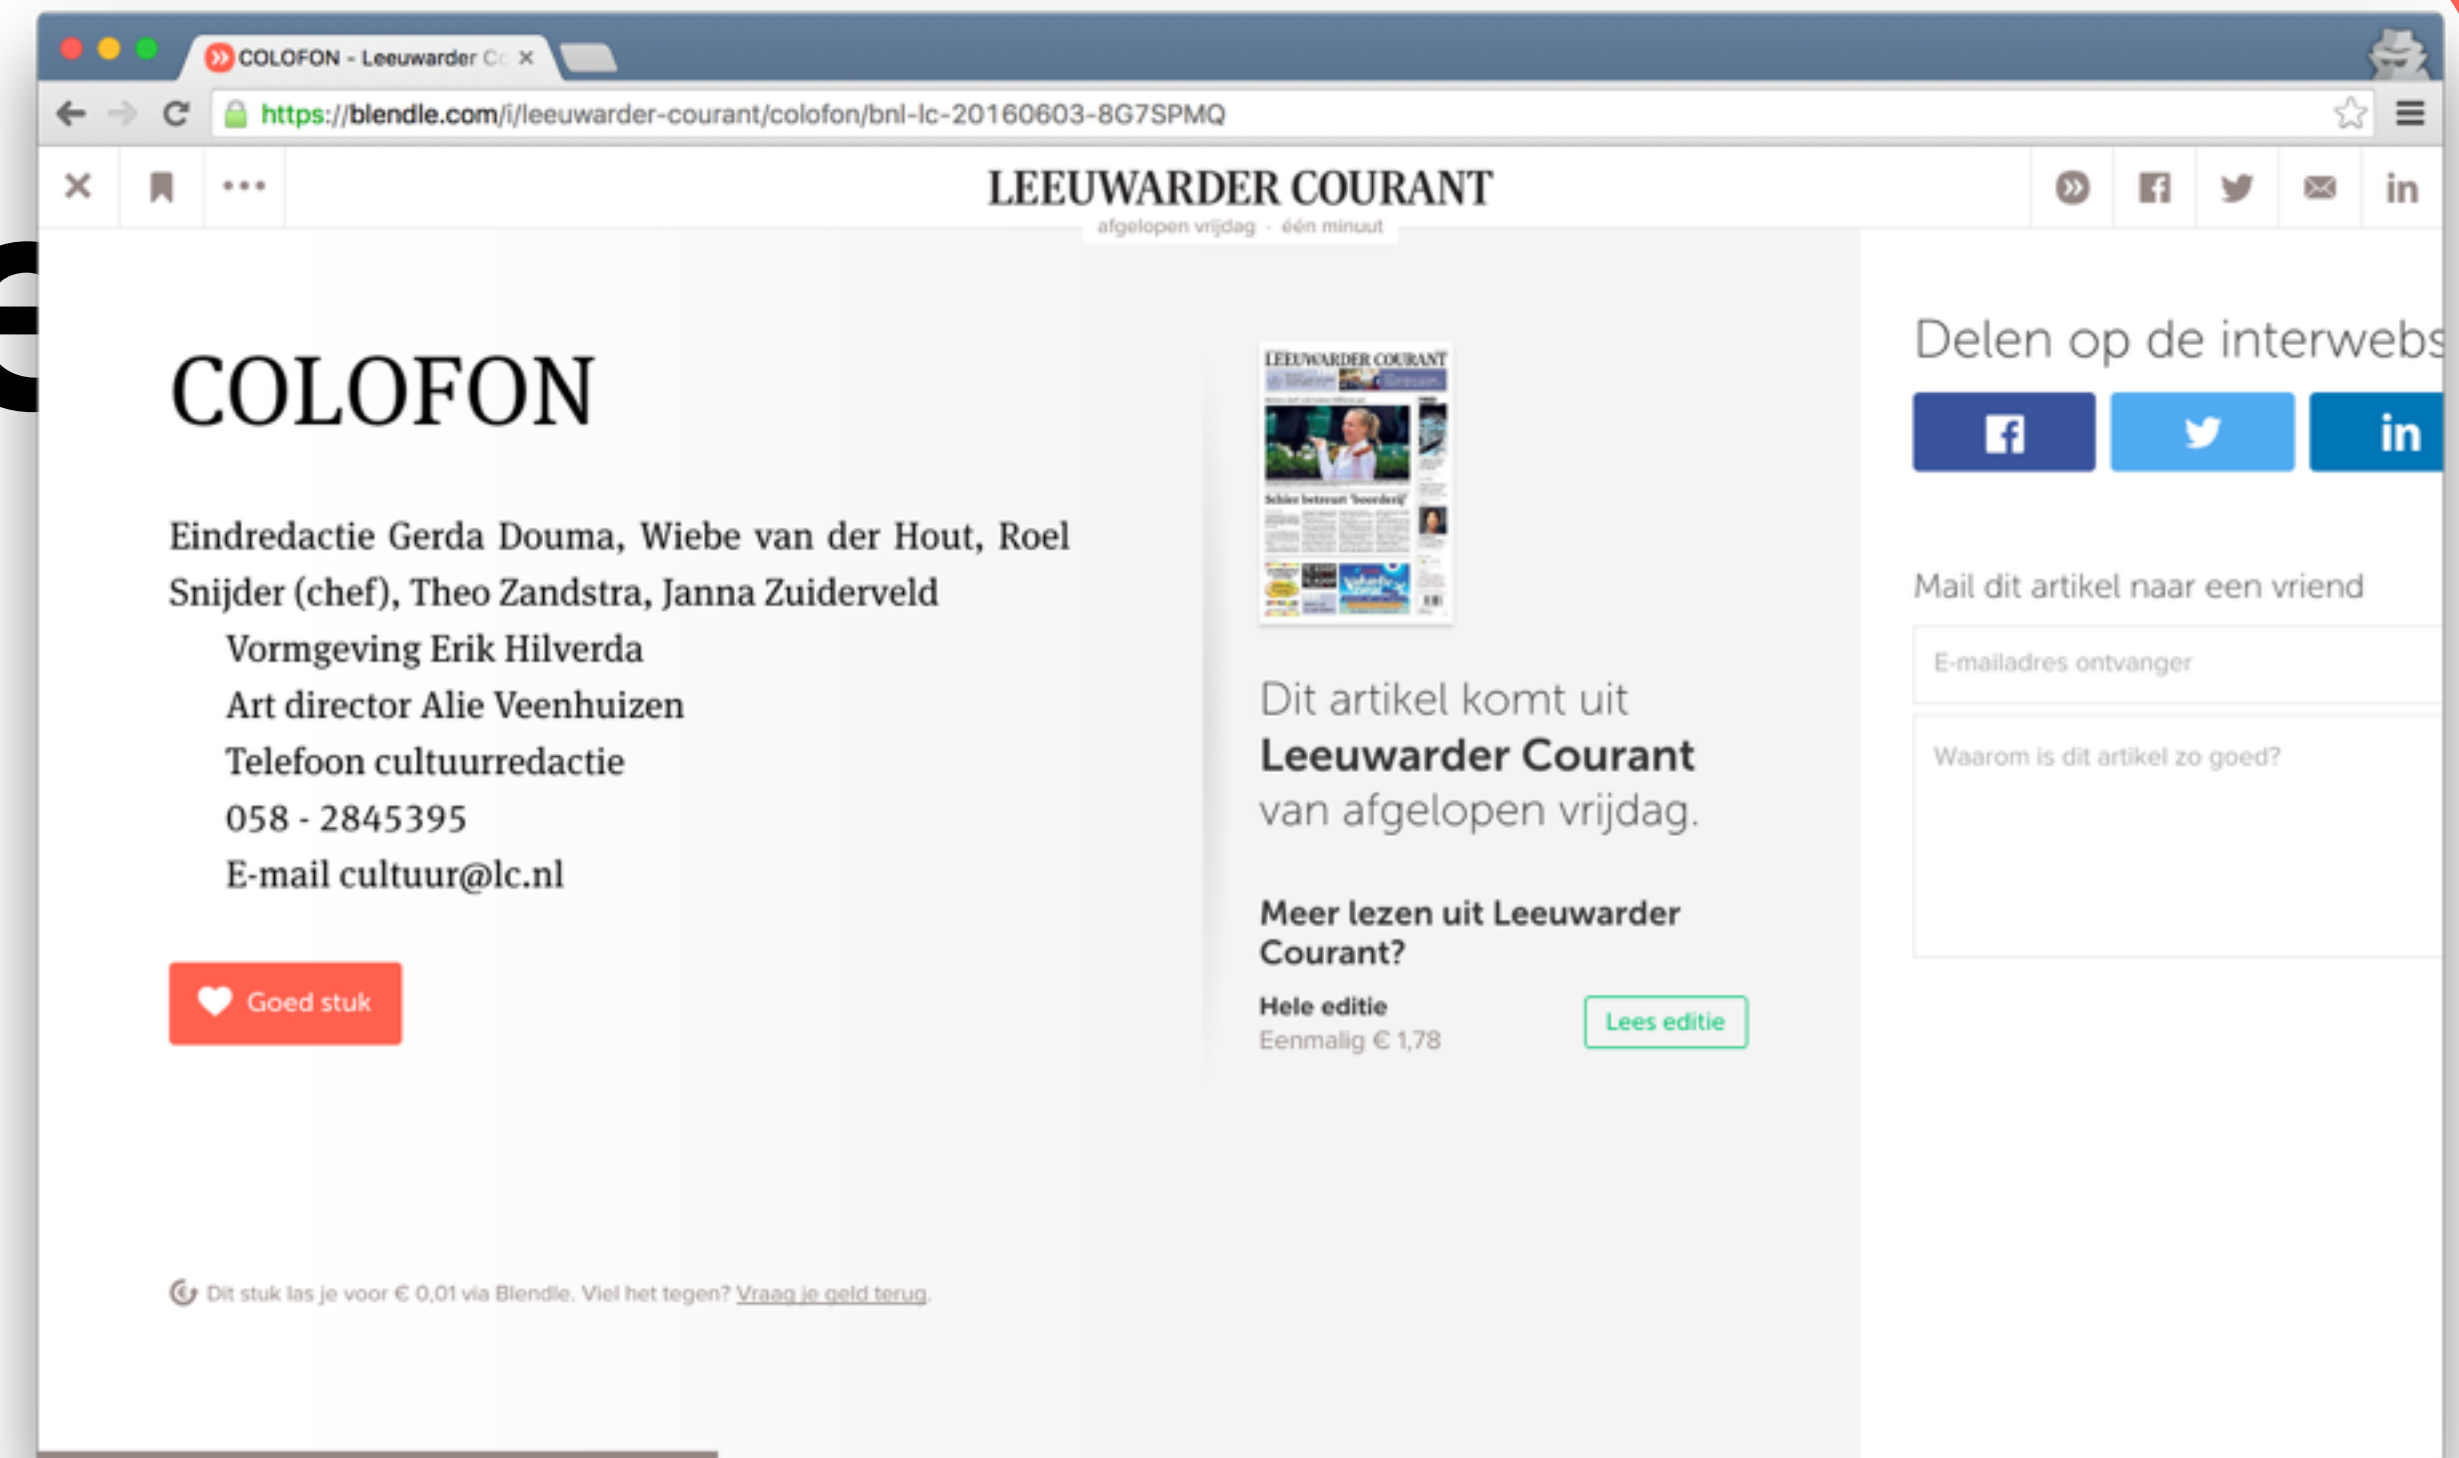 COLOFON - Leeuwarder Co
https://blendle.com/i/leeuwarder-courant/colofon/bnl-lc-20160603-8G7SPMQ
LEEUWARDER COURANT
afgelopen vrijdag - één minuut
e
COLOFON
Eindredactie Gerda Douma, Wiebe van der Hout, Roel
Snijder (chef), Theo Zandstra, Janna Zuiderveld
Vormgeving Erik Hilverda
Art director Alie Veenhuizen
Telefoon cultuurredactie
058 - 2845395
E-mail cultuur@lc.nl
Goed stuk
Dit stuk las je voor € 0,01 via Blendle. Viel het tegen? Vraag je geld terug.
LEEUWARDER COURANT
Dit artikel komt uit
Leeuwarder Courant
van afgelopen vrijdag.
Meer lezen uit Leeuwarder
Courant?
Hele editie
Eenmalig € 1,78
Lees editie
Delen op de interwebs
in
Mail dit artikel naar een vriend
E-mailadres ontvanger
Waarom is dit artikel zo goed?